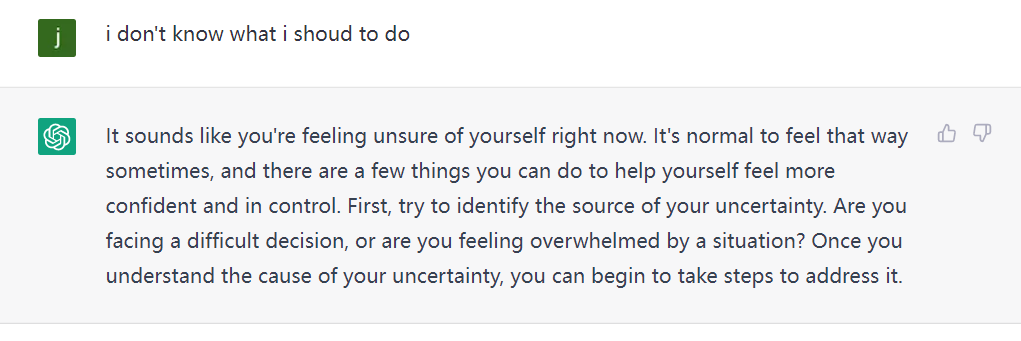 j
i don't know what i shoud to do
It sounds like you're feeling unsure of yourself right now. It's normal to feel that way
sometimes, and there are a few things you can do to help yourself feel more
confident and in control. First, try to identify the source of your uncertainty. Are you
facing a difficult decision, or are you feeling overwhelmed by a situation? Once you
understand the cause of your uncertainty, you can begin to take steps to address it.